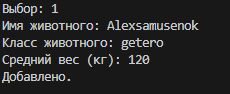 Выбор: 1
Имя животного: Alexsamusenok
Класс животного: getero
Средний вес (кг): 120
Добавлено.